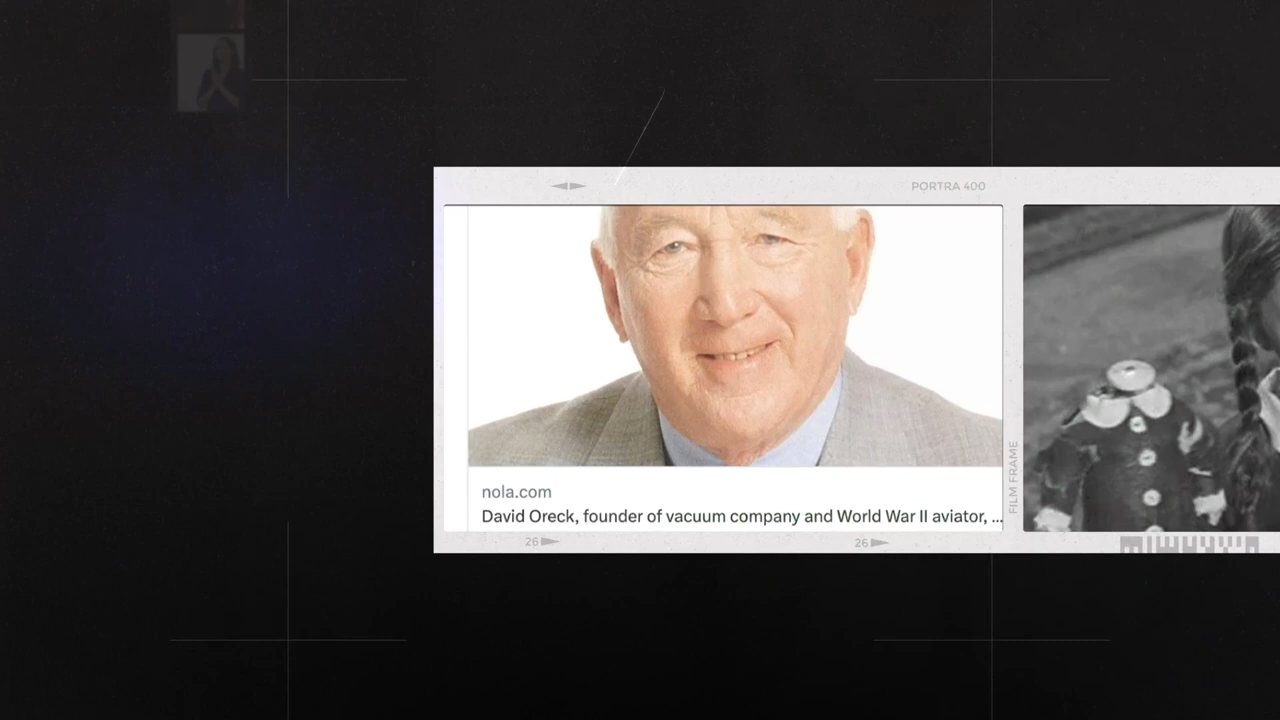 PORTRA 400
nola.com
David Oreck, founder of vacuum company and World War II aviator, ...
FILM FRAME
26
26